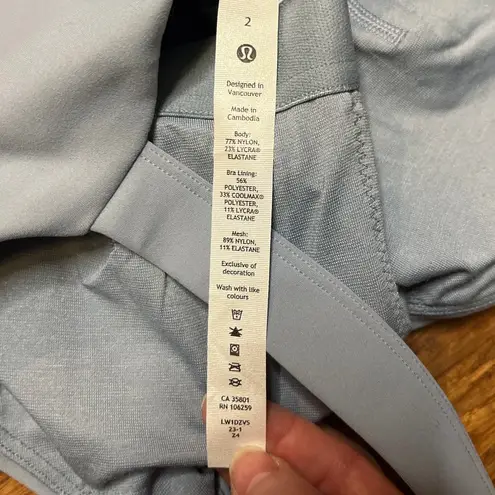 2
Designed in
Vancouver
Made in
Cambodia
Body:
77% NYLON,
23% LYCRA®
ELASTANE
Bra Lining:
56%
POLYESTER,
33% COOLMAX®
POLYESTER,
11% LYCRA®
ELASTANE
Mesh:
89% NYLON,
11% ELASTANE
Exclusive of
decoration
Wash with like
colours
CA 35801
RN 106259
LW1DZVS
23-1
24